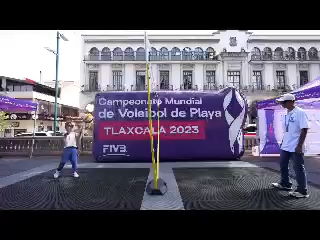 Campeonato Mundial
de Voleibol de Playa
TLAXCALA 2023
FIVB